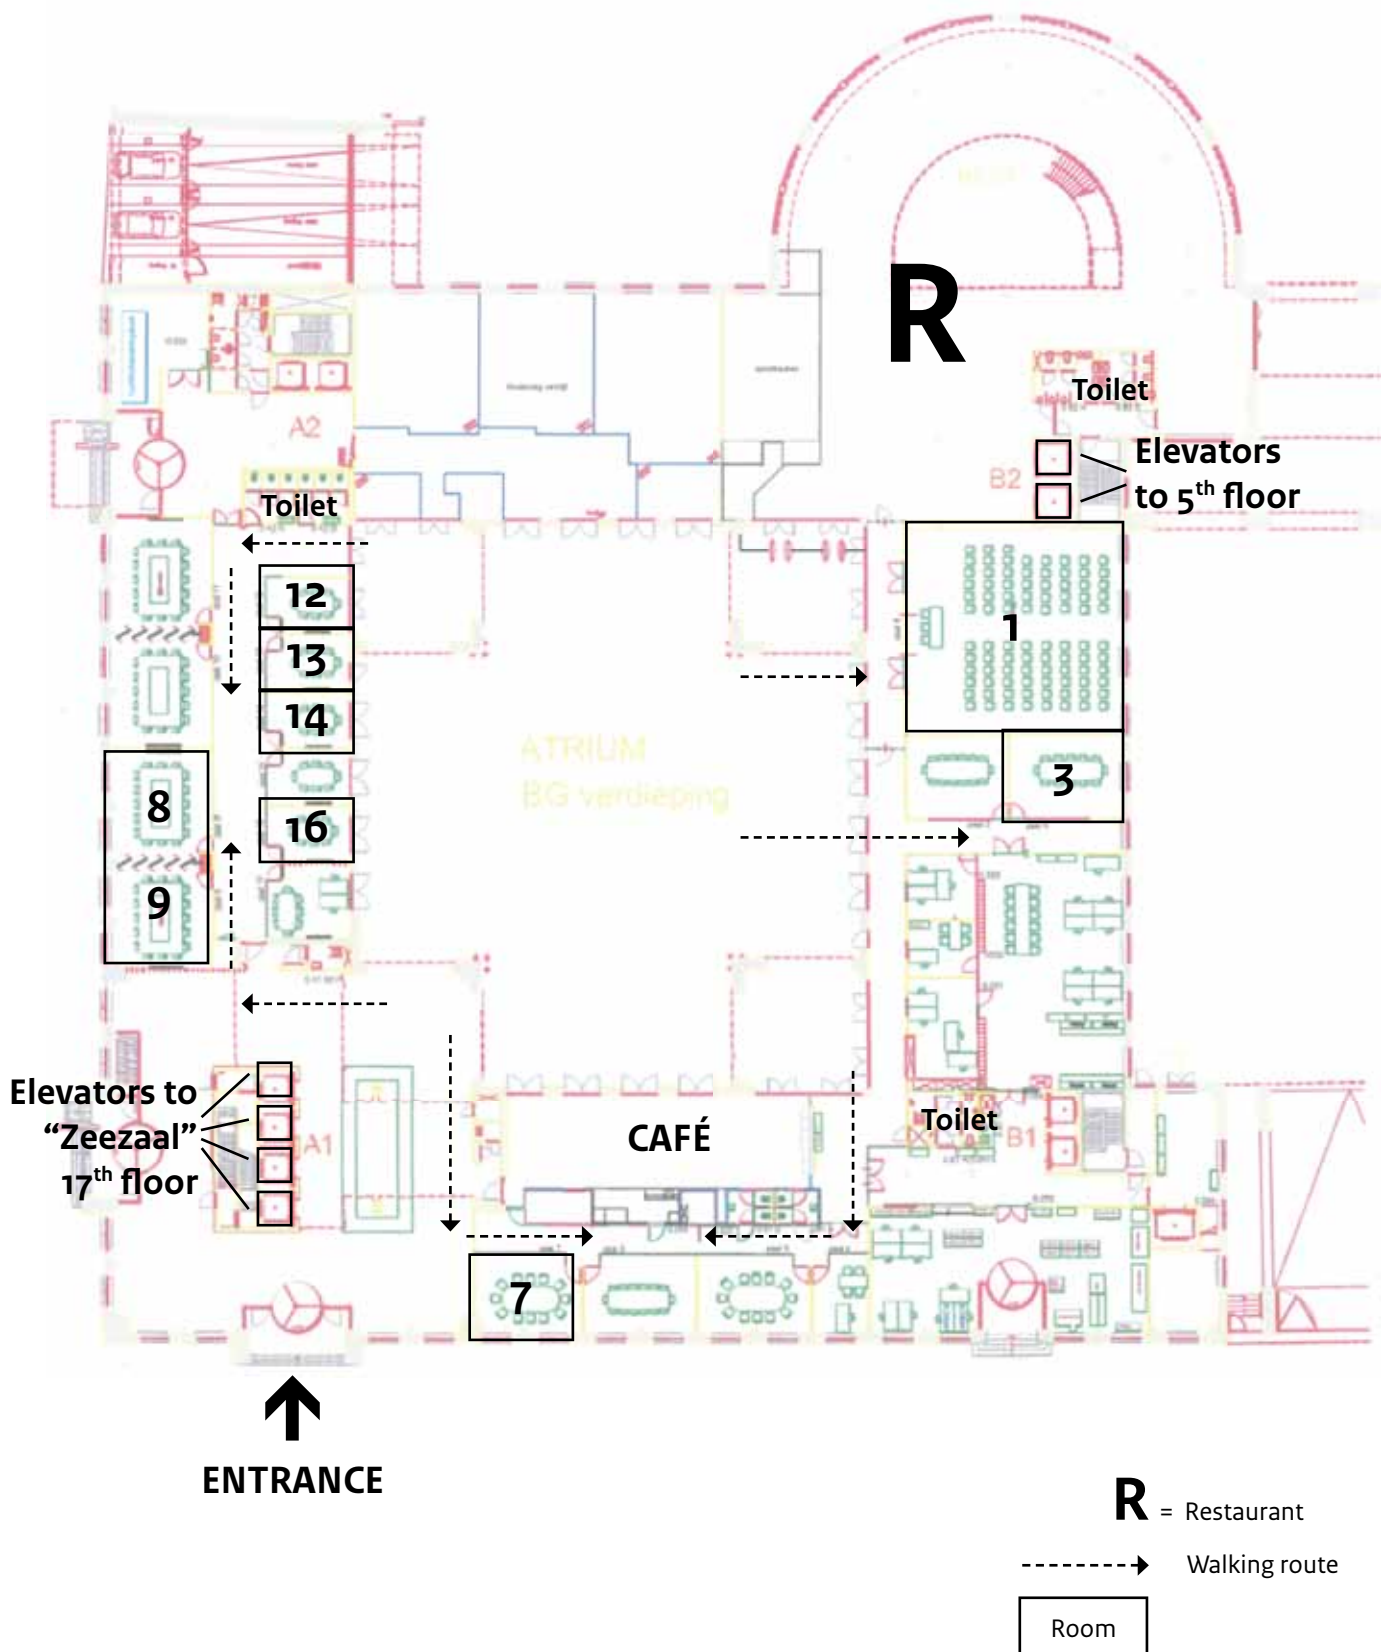 R
A2
Toilet
B2
Elevators
to 5th floor
Toilet
12
13
14
16
8
9
1
3
ATRIUM
BG verdieping
Elevators to
“Zeezaal”
17th floor
A1
CAFÉ
Toilet
B1
7
ENTRANCE
R = Restaurant
Walking route
Room